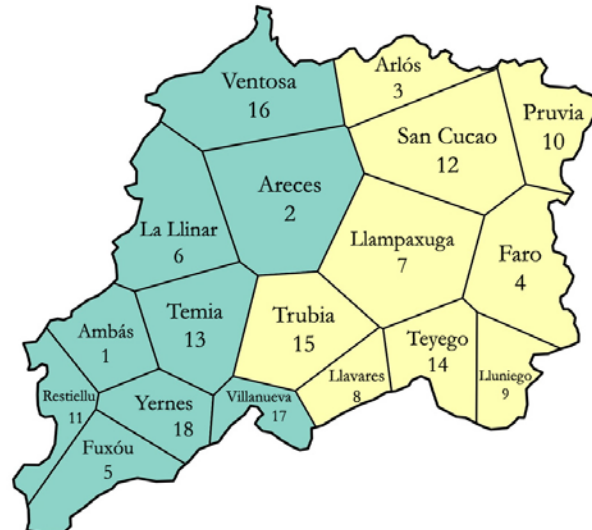 Ventosa
16
Arlós
3
Pruvia
10
San Cucao
12
Areces
2
La Llinar
6
Llampaxuga
7
Faro
4
Ambás
1
Temia
13
Trubia
15
Teyego
14
Llavares
8
Lluniego
9
Restiellu
11
Yernes
18
Villanueva
17
Fuxóu
5